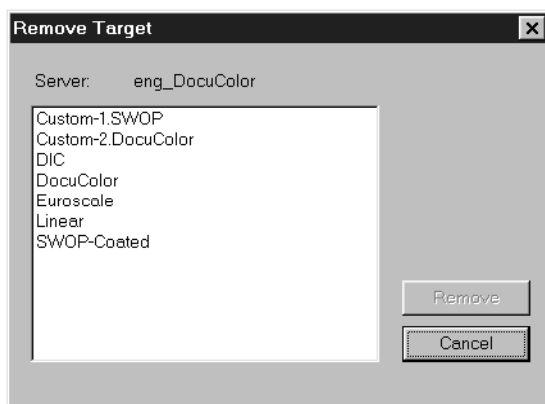 Remove Target
Server: eng_DocuColor
Custom-1.SWOP
Custom-2.DocuColor
DIC
DocuColor
Euroscale
Linear
SWOP-Coated
Remove
Cancel